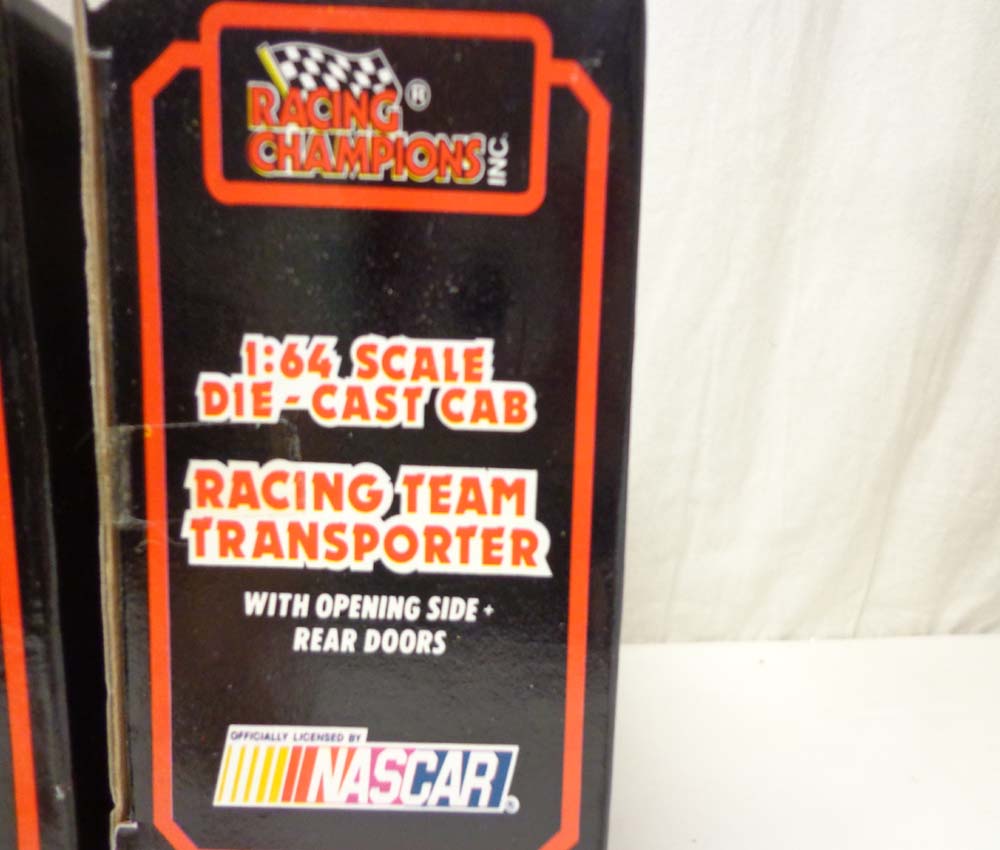 RACING ®
CHAMPIONS INC.
1:64 SCALE
DIE-CAST CAB
RACING TEAM
TRANSPORTER
WITH OPENING SIDE +
REAR DOORS
OFFICIALLY LICENSED BY
NASCAR®